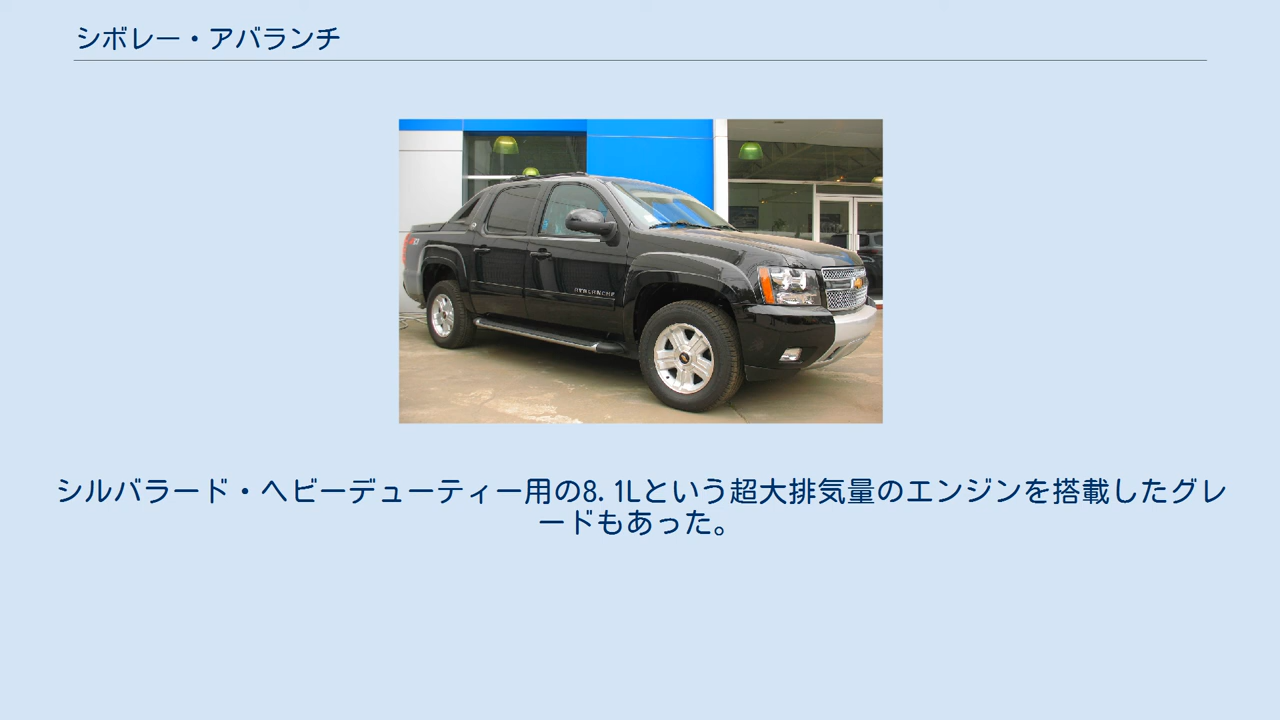 シボレー・アバランチ
AVALANCHE
シルバラード・ヘビーデューティー用の8.1Lという超大排気量のエンジンを搭載したグレ
ードもあった。